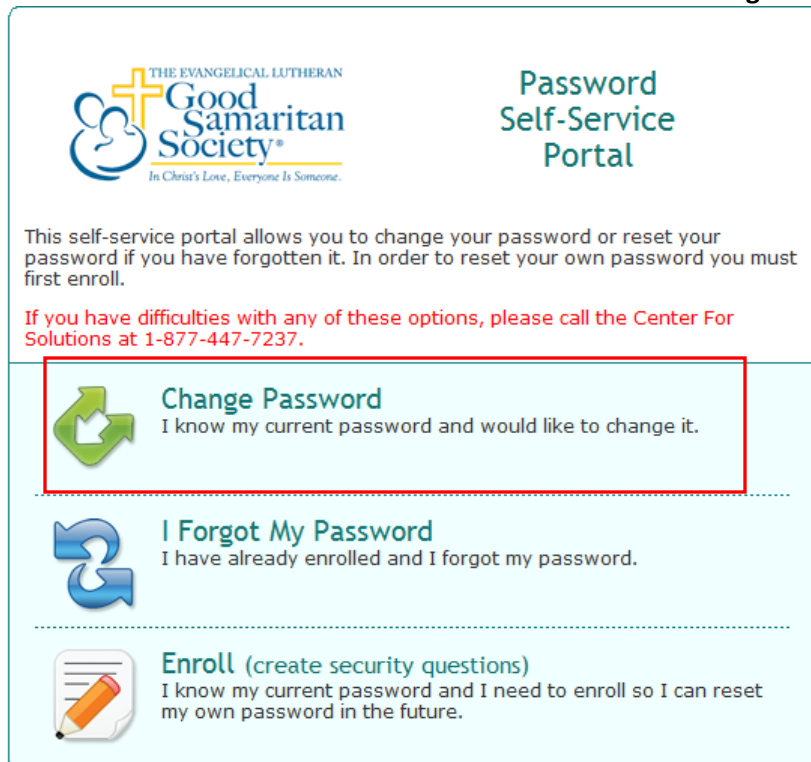 THE EVANGELICAL LUTHERAN
Good
Samaritan
Society®
In Christ's Love, Everyone Is Someone.
Password
Self-Service
Portal
This self-service portal allows you to change your password or reset your
password if you have forgotten it. In order to reset your own password you must
first enroll.
If you have difficulties with any of these options, please call the Center For
Solutions at 1-877-447-7237.
Change Password
I know my current password and would like to change it.
I Forgot My Password
I have already enrolled and I forgot my password.
Enroll (create security questions)
I know my current password and I need to enroll so I can reset
my own password in the future.